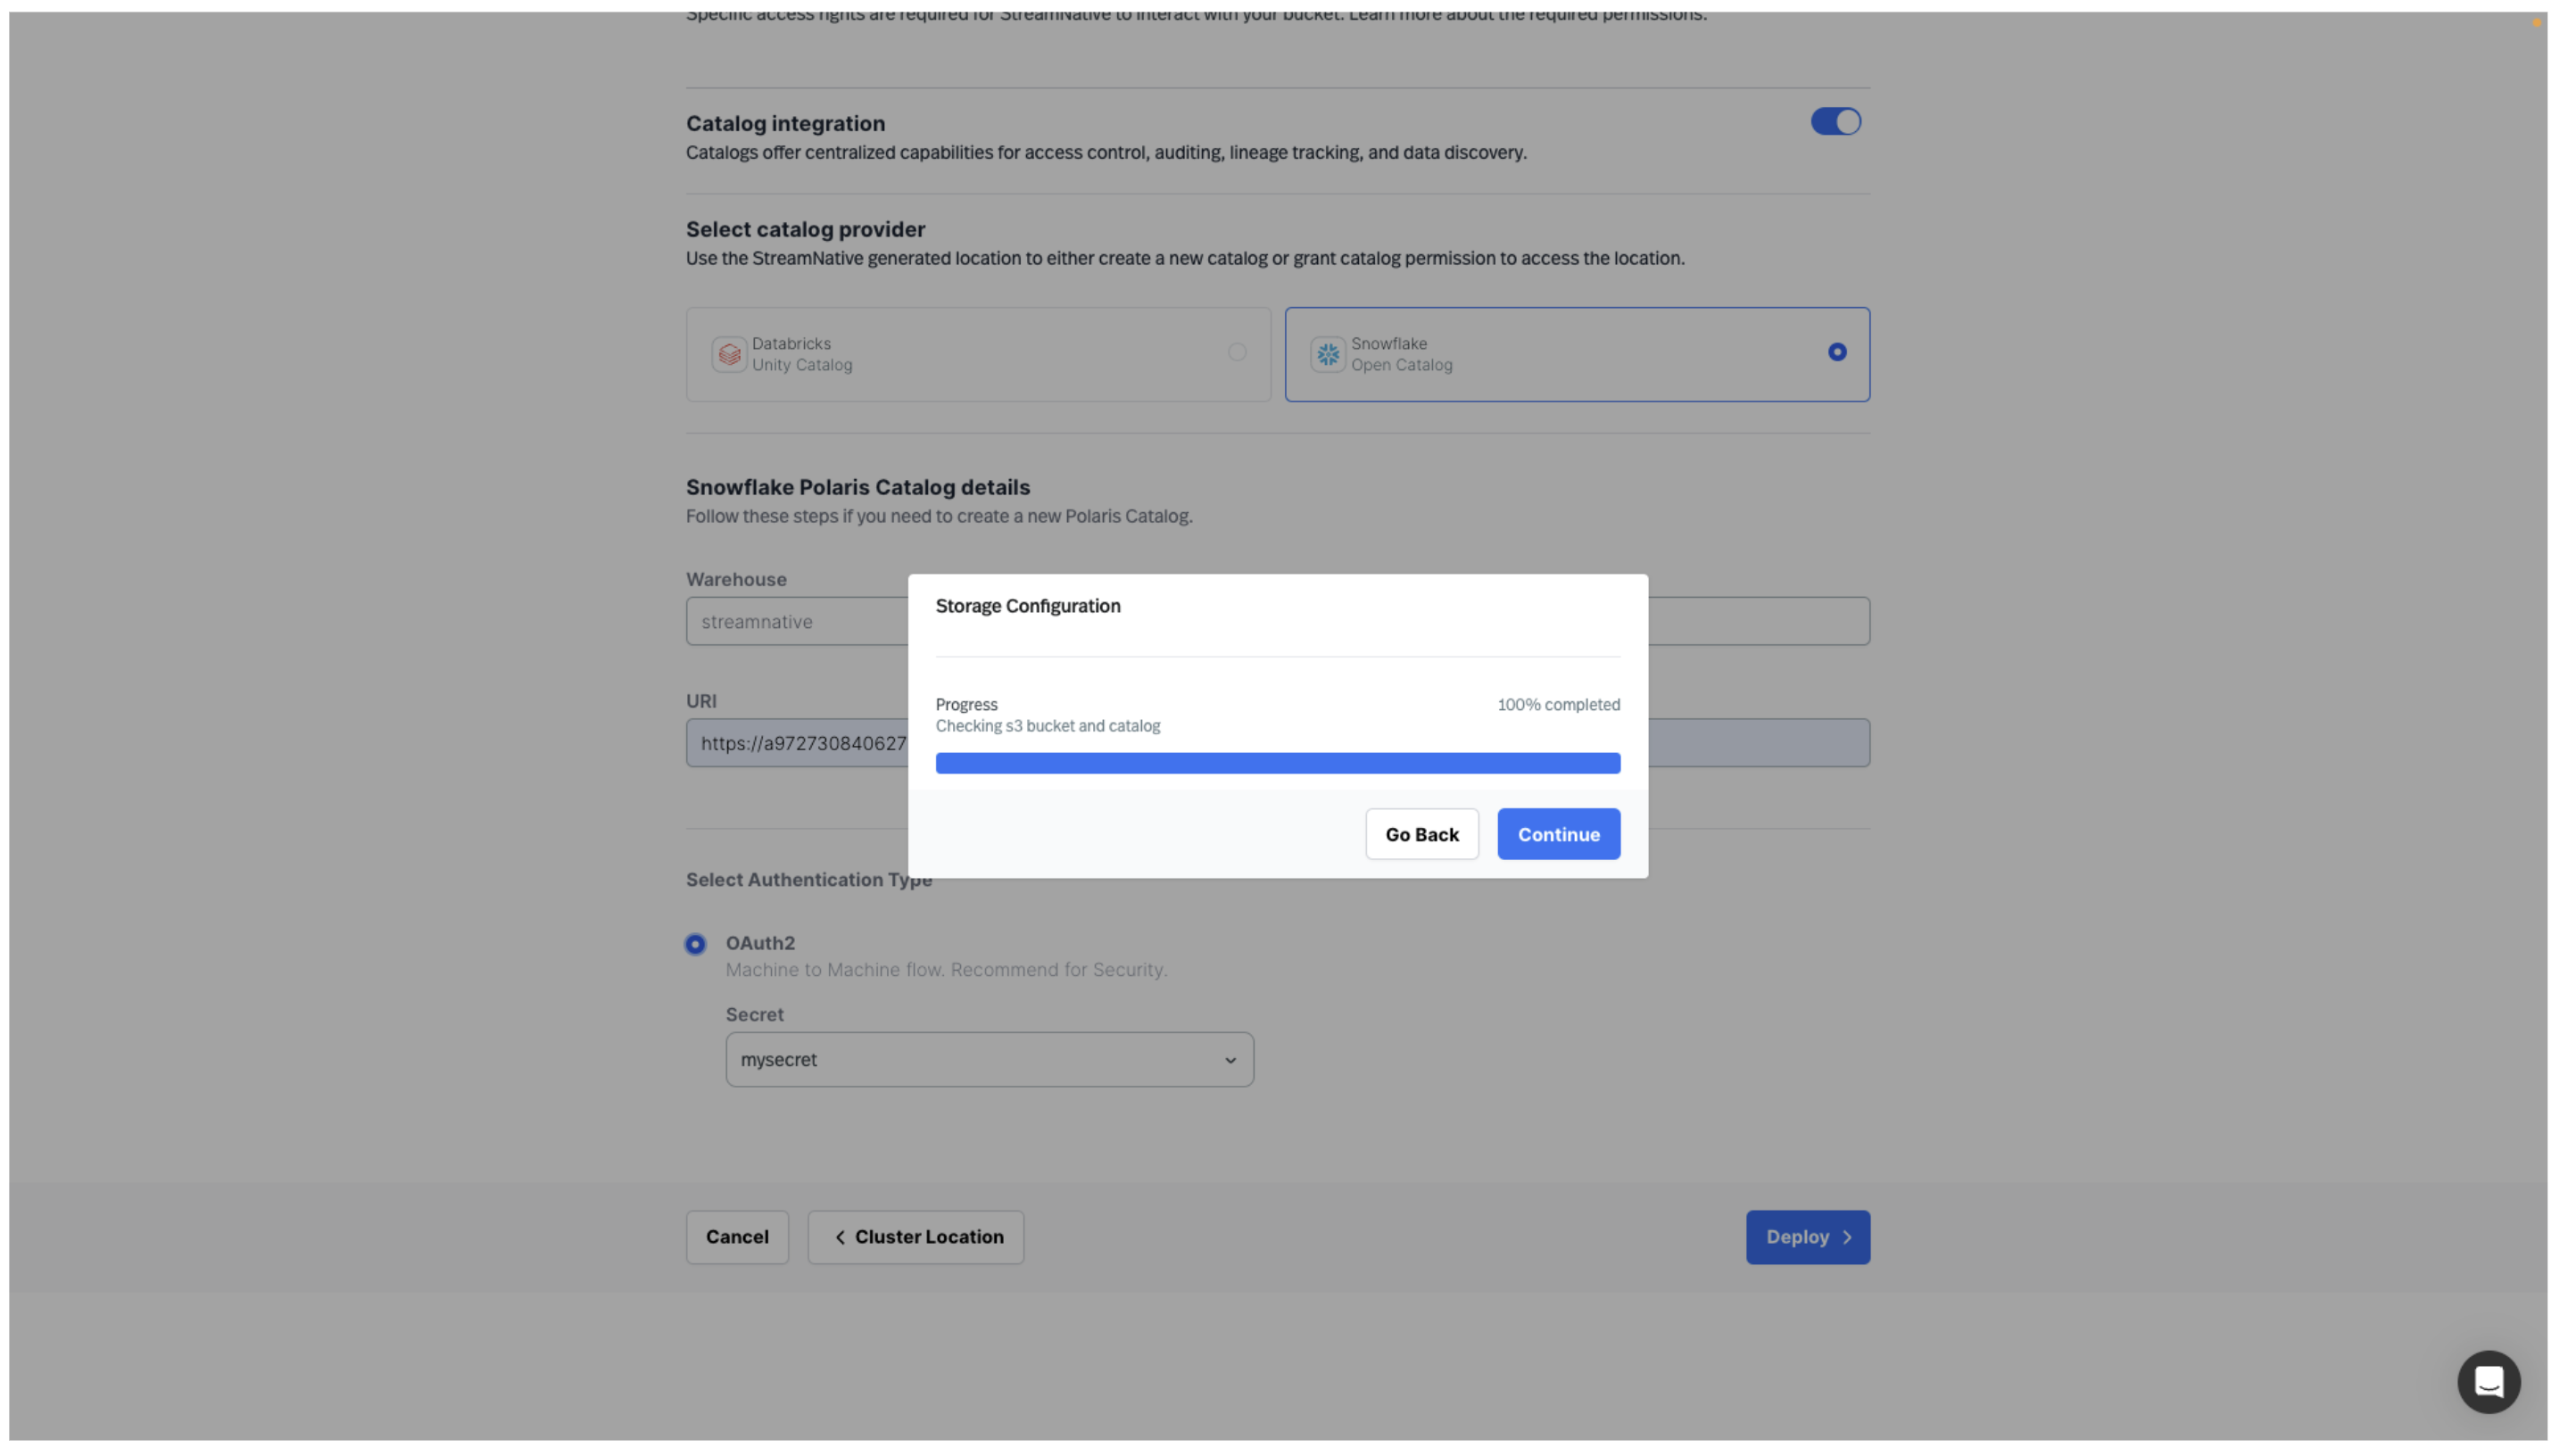 Specific access rights are required for StreamNative to interact with your bucket. Learn more about the required permissions.
Catalog integration
Catalogs offer centralized capabilities for access control, auditing, lineage tracking, and data discovery.
Select catalog provider
Use the StreamNative generated location to either create a new catalog or grant catalog permission to access the location.
Databricks
Unity Catalog
Snowflake
Open Catalog
Snowflake Polaris Catalog details
Follow these steps if you need to create a new Polaris Catalog.
Warehouse
streamnative
URI
https://a972730840627
Storage Configuration
Progress
100% completed
Checking s3 bucket and catalog
Go Back
Continue
Select Authentication Type
OAuth2
Machine to Machine flow. Recommend for Security.
Secret
mysecret
Cancel
Cluster Location
Deploy